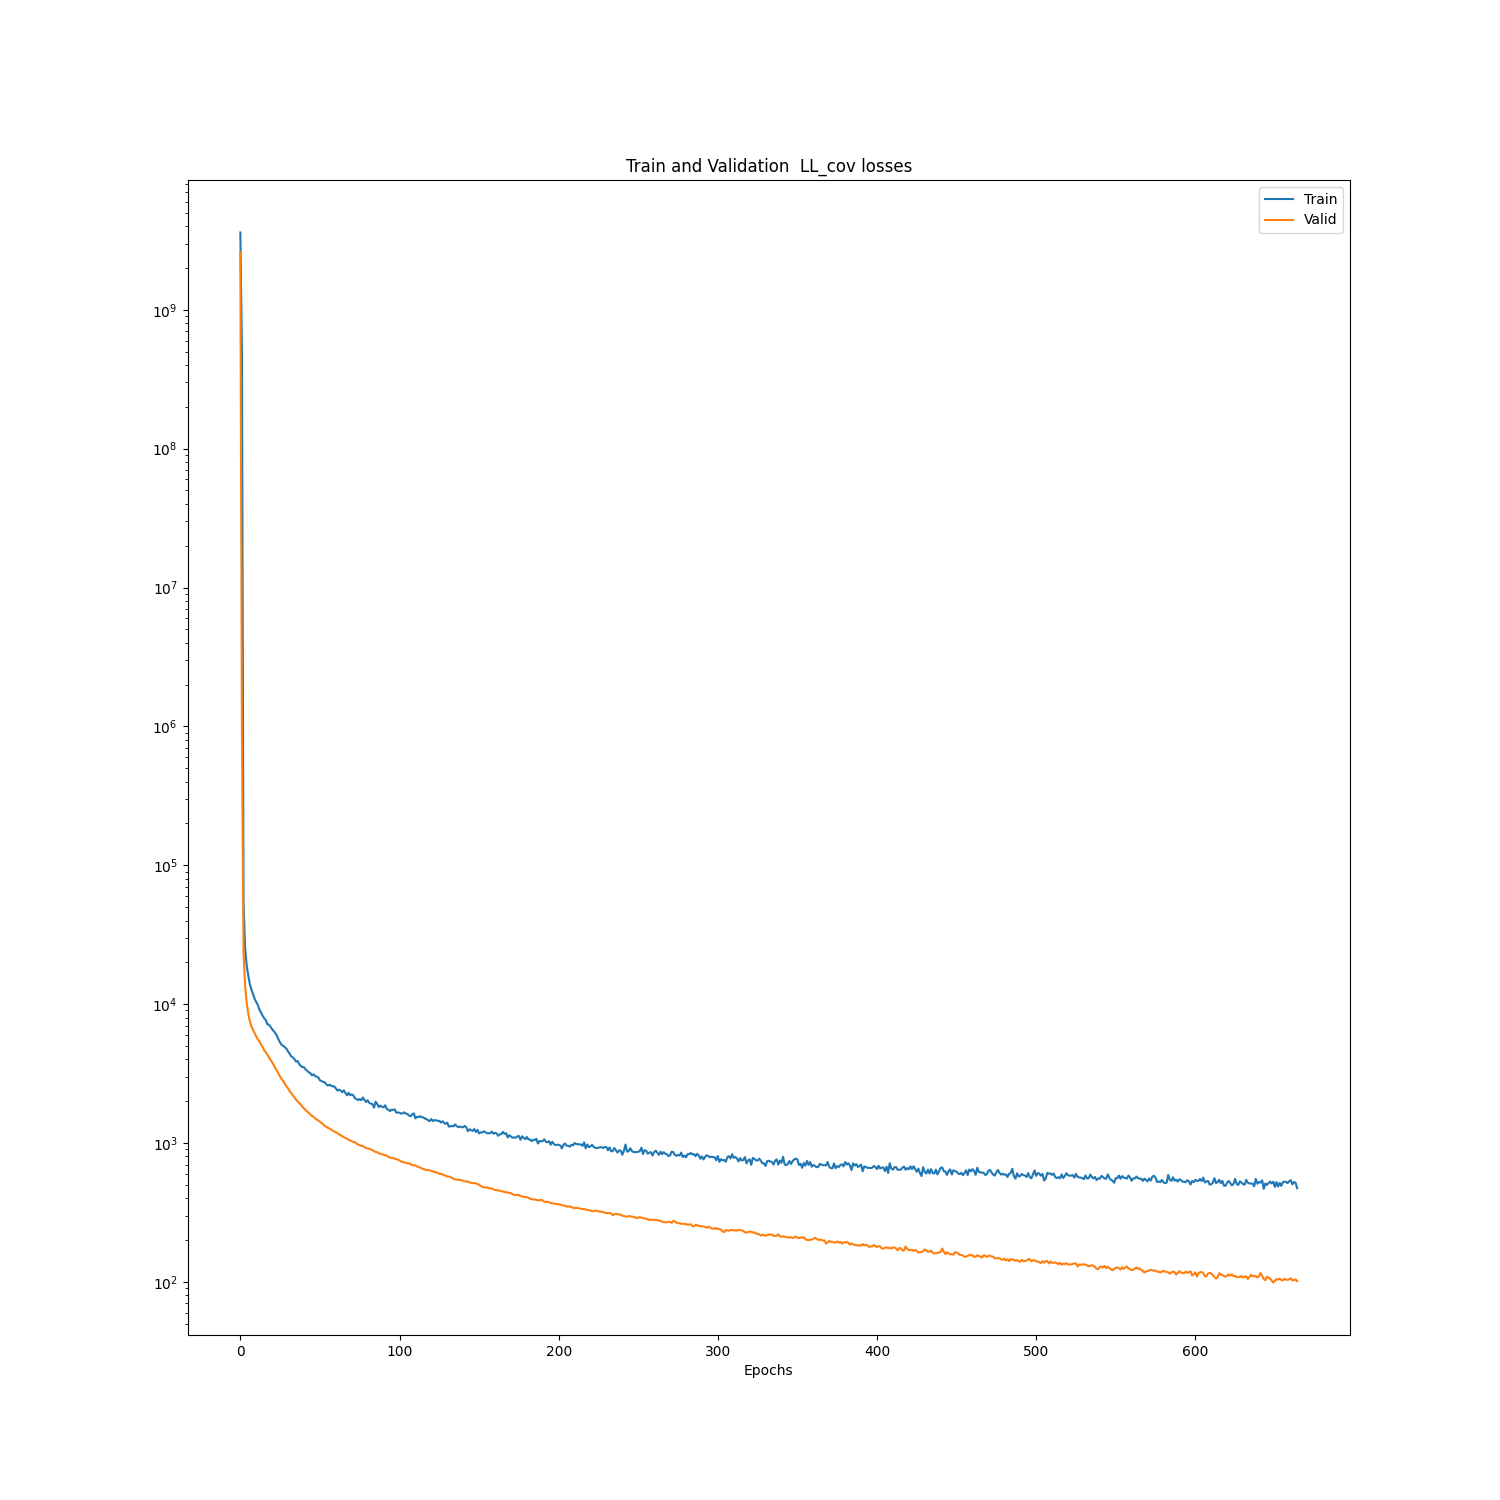 Train and Validation  LL_cov losses
Train
Valid
10⁹
10⁸
10⁷
10⁶
10⁵
10⁴
10³
10²
0 100 200 300 400 500 600
Epochs